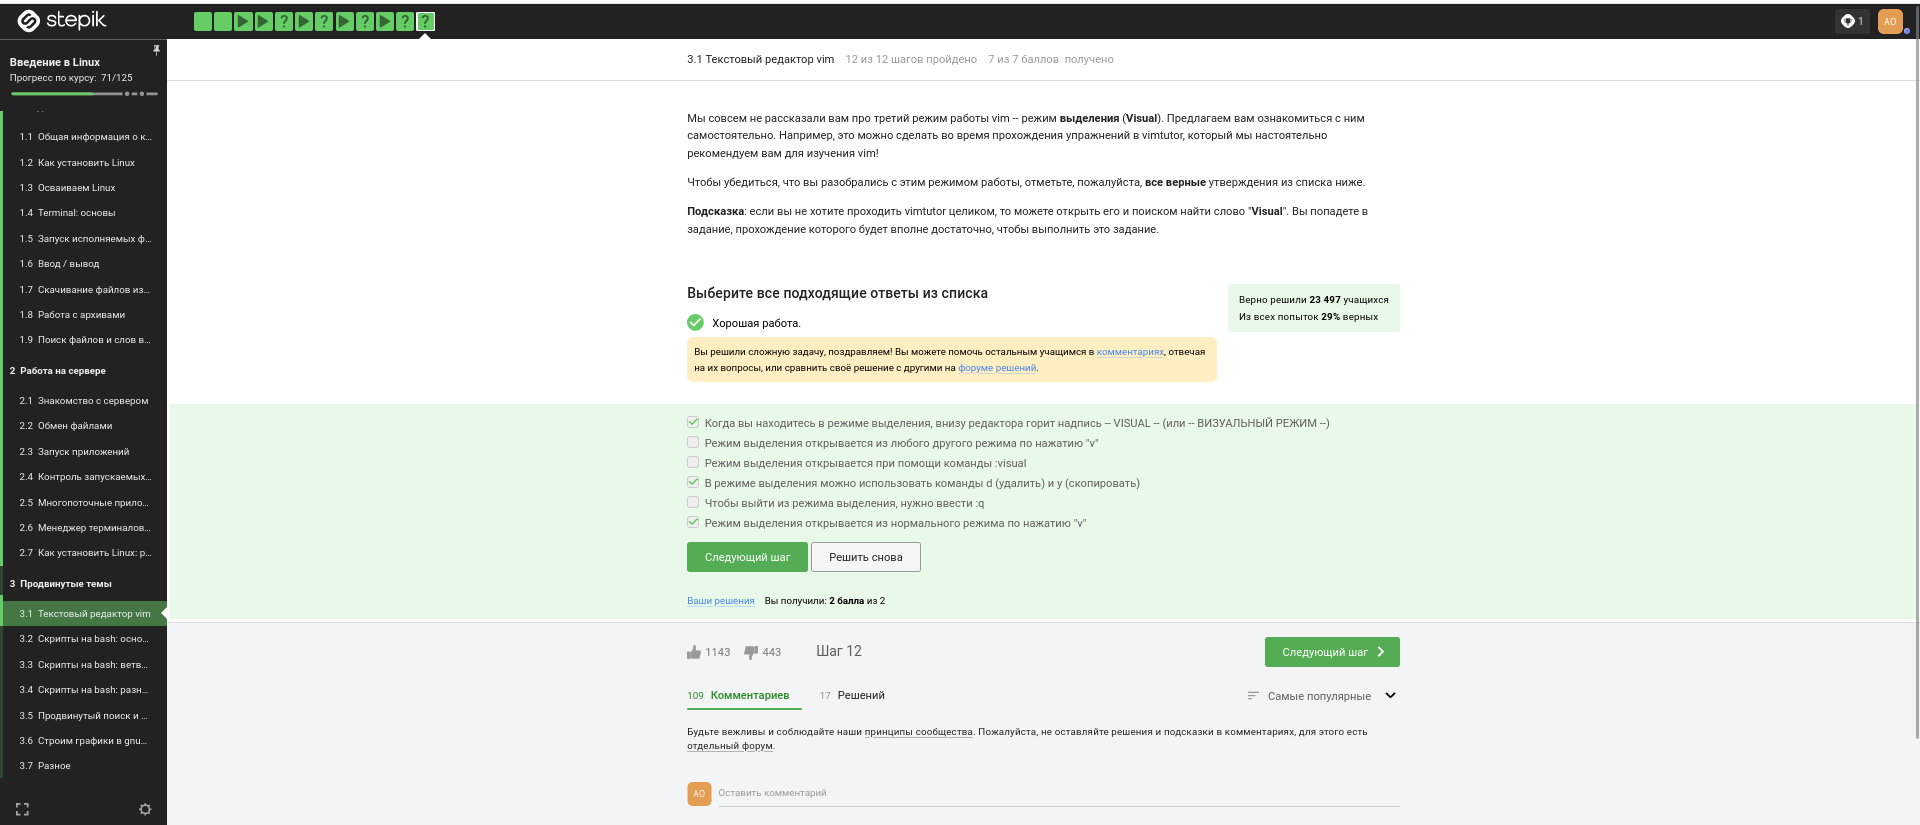 stepik
?
?
?
?
?
1
AO
Введение в Linux
Прогресс по курсу: 71/125
1.1 Общая информация о к...
1.2 Как установить Linux
1.3 Осваиваем Linux
1.4 Terminal: основы
1.5 Запуск исполняемых ф...
1.6 Ввод / вывод
1.7 Скачивание файлов из...
1.8 Работа с архивами
1.9 Поиск файлов и слов в...
2 Работа на сервере
2.1 Знакомство с сервером
2.2 Обмен файлами
2.3 Запуск приложений
2.4 Контроль запускаемых...
2.5 Многопоточные прило...
2.6 Менеджер терминалов...
2.7 Как установить Linux: р...
3 Продвинутые темы
3.1 Текстовый редактор vim
3.2 Скрипты на bash: осно...
3.3 Скрипты на bash: ветв...
3.4 Скрипты на bash: разн...
3.5 Продвинутый поиск и ...
3.6 Строим графики в gnu...
3.7 Разное
3.1 Текстовый редактор vim 12 из 12 шагов пройдено 7 из 7 баллов получено
Мы совсем не рассказали вам про третий режим работы vim -- режим выделения (Visual). Предлагаем вам ознакомиться с ним
самостоятельно. Например, это можно сделать во время прохождения упражнений в vimtutor, который мы настоятельно
рекомендуем вам для изучения vim!
Чтобы убедиться, что вы разобрались с этим режимом работы, отметьте, пожалуйста, все верные утверждения из списка ниже.
Подсказка: если вы не хотите проходить vimtutor целиком, то можете открыть его и поиском найти слово "Visual". Вы попадете в
задание, прохождение которого будет вполне достаточно, чтобы выполнить это задание.
Выберите все подходящие ответы из списка
Верно решили 23 497 учащихся
Из всех попыток 29% верных
Хорошая работа.
Вы решили сложную задачу, поздравляем! Вы можете помочь остальным учащимся в комментариях, отвечая
на их вопросы, или сравнить своё решение с другими на форуме решений.
Когда вы находитесь в режиме выделения, внизу редактора горит надпись -- VISUAL -- (или -- ВИЗУАЛЬНЫЙ РЕЖИМ --)
Режим выделения открывается из любого другого режима по нажатию "v"
Режим выделения открывается при помощи команды :visual
В режиме выделения можно использовать команды d (удалить) и y (скопировать)
Чтобы выйти из режима выделения, нужно ввести :q
Режим выделения открывается из нормального режима по нажатию "v"
Следующий шаг Решить снова
Ваши решения Вы получили: 2 балла из 2
1143 443 Шаг 12 Следующий шаг
109 Комментариев 17 Решений Самые популярные
Будьте вежливы и соблюдайте наши принципы сообщества. Пожалуйста, не оставляйте решения и подсказки в комментариях, для этого есть
отдельный форум.
AO Оставить комментарий